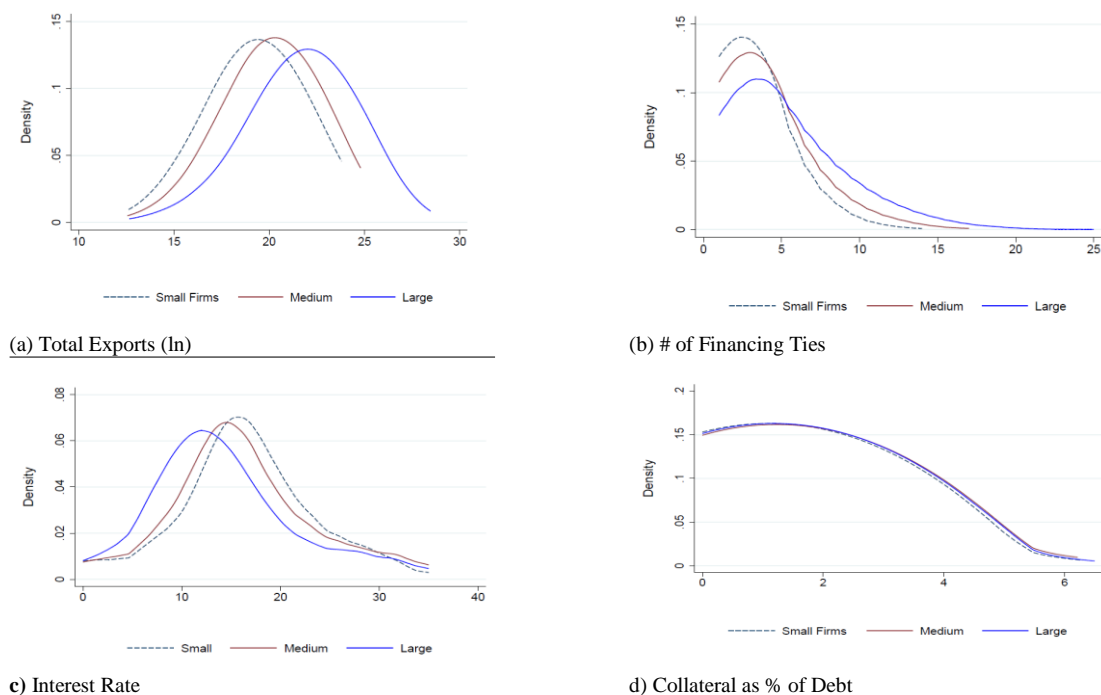 .15
.1
.05
0
Density
10 15 20 25 30
Small Firms Medium Large
(a) Total Exports (ln)
.15
.1
.05
0
Density
0 5 10 15 20 25
Small Firms Medium Large
(b) # of Financing Ties
.08
.06
.04
.02
0
Density
0 10 20 30 40
Small Medium Large
c) Interest Rate
.2
.15
.1
.05
0
Density
0 2 4 6
Small Firms Medium Large
d) Collateral as % of Debt